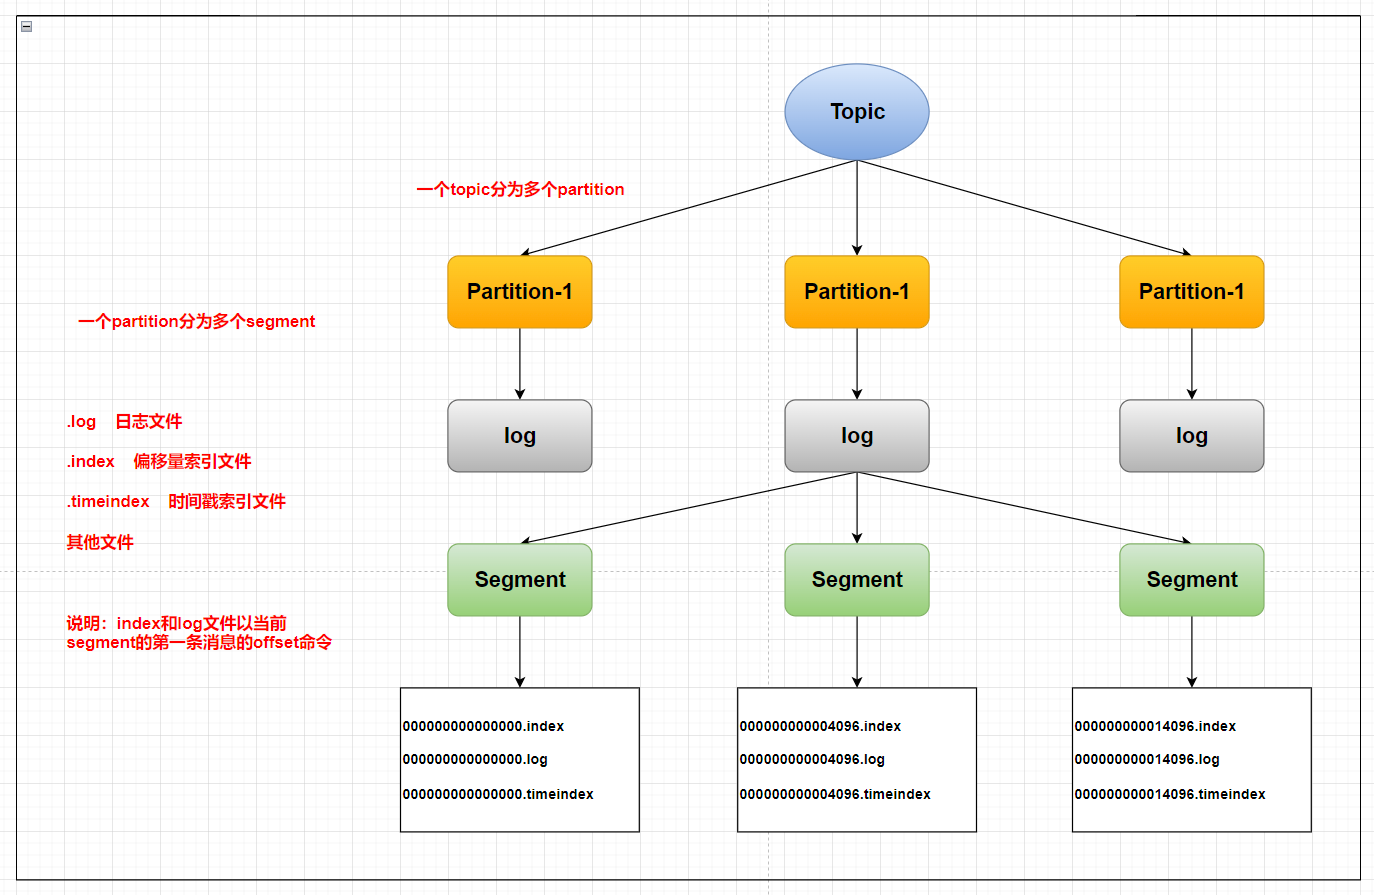 Topic
一个topic分为多个partition
Partition-1
Partition-1
Partition-1
一个partition分为多个segment
log
log
log
.log 日志文件
.index 偏移量索引文件
.timeindex 时间戳索引文件
其他文件
Segment
Segment
Segment
说明：index和log文件以当前
segment的第一条消息的offset命令
000000000000000.index
000000000000000.log
000000000000000.timeindex
000000000004096.index
000000000004096.log
000000000004096.timeindex
000000000014096.index
000000000014096.log
000000000014096.timeindex